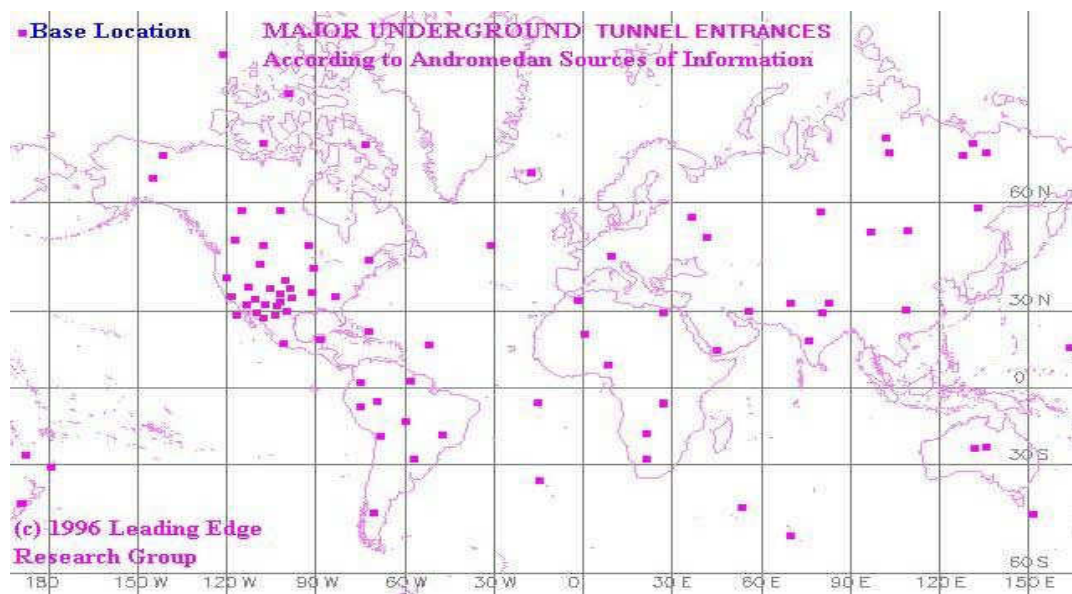 Base Location
MAJOR UNDERGROUND TUNNEL ENTRANCES
According to Andromedan Sources of Information
60 N
30 N
0
30 S
(c) 1996 Leading Edge
Research Group
60 S
180 150 W 120 W 90 W 60 W 30 W 0 30 E 60 E 90 E 120 E 150 E